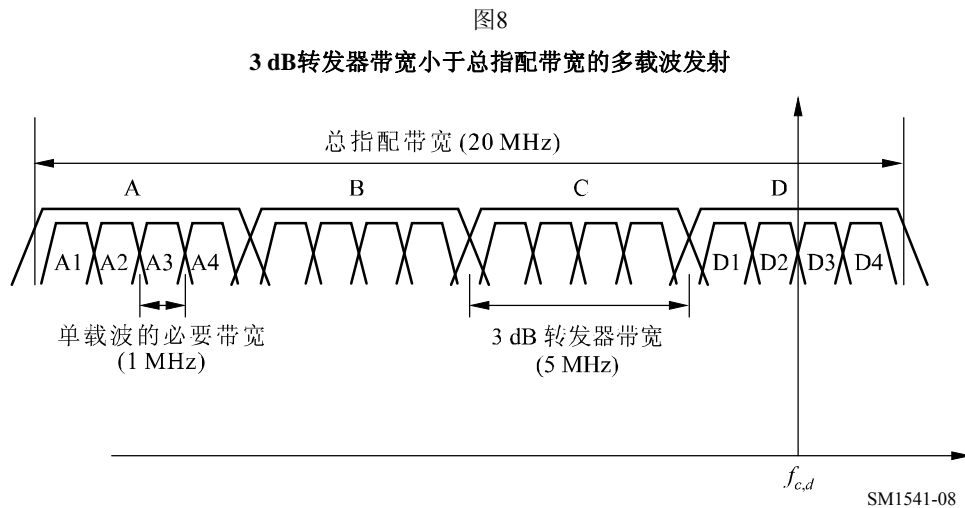 图8
3 dB转发器带宽小于总指配带宽的多载波发射
总指配带宽 (20 MHz)
A B C D
A1 A2 A3 A4 D1 D2 D3 D4
单载波的必要带宽
(1 MHz)
3 dB 转发器带宽
(5 MHz)
fc,d
SM1541-08